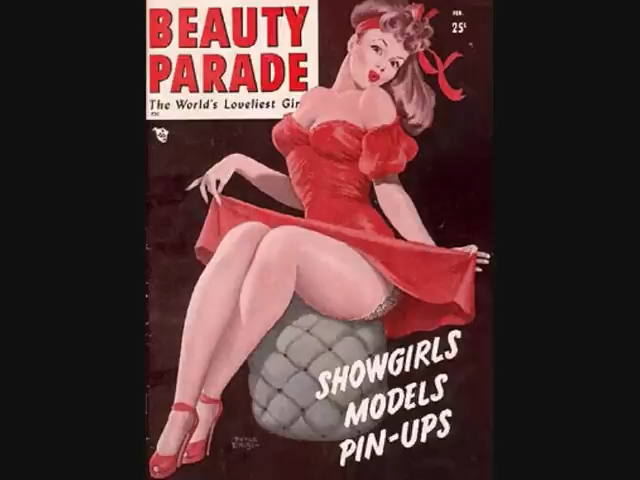 BEAUTY
PARADE
The World's Loveliest Gir
FEB.
25¢
SHOWGIRLS
MODELS
PIN-UPS